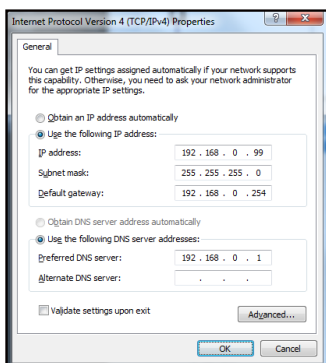 Internet Protocol Version 4 (TCP/IPv4) Properties
General
You can get IP settings assigned automatically if your network supports
this capability. Otherwise, you need to ask your network administrator
for the appropriate IP settings.
Obtain an IP address automatically
Use the following IP address:
IP address: 192 . 168 . 0 . 99
Subnet mask: 255 . 255 . 255 . 0
Default gateway: 192 . 168 . 0 . 254
Obtain DNS server address automatically
Use the following DNS server addresses:
Preferred DNS server: 192 . 168 . 0 . 1
Alternate DNS server: . . .
Validate settings upon exit
Advanced...
OK Cancel